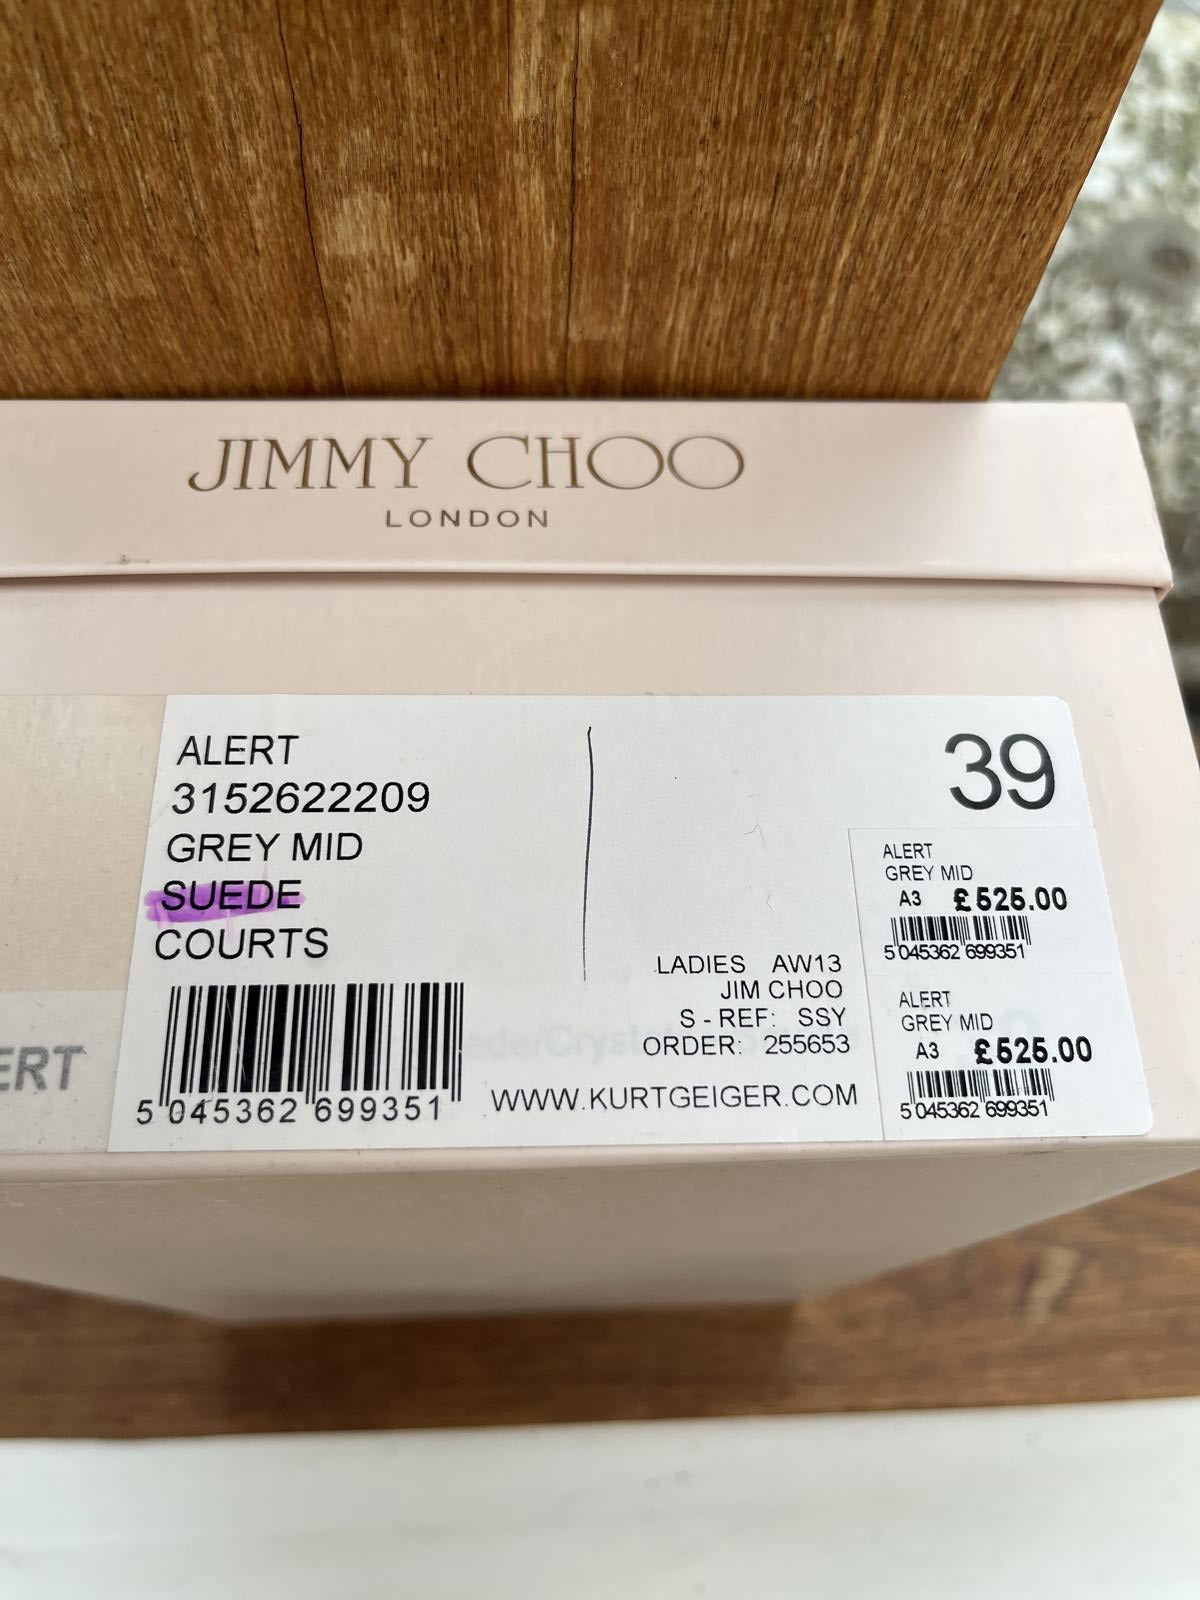 JIMMY CHOO
LONDON
ALERT
3152622209
GREY MID
SUEDE
COURTS
5 045362 699351
39
LADIES AW13
JIM CHOO
S - REF: SSY
ORDER: 255653
WWW.KURTGEIGER.COM
ALERT
GREY MID
A3 £525.00
5 045362 699351
ALERT
GREY MID
A3 £525.00
5 045362 699351
ERT